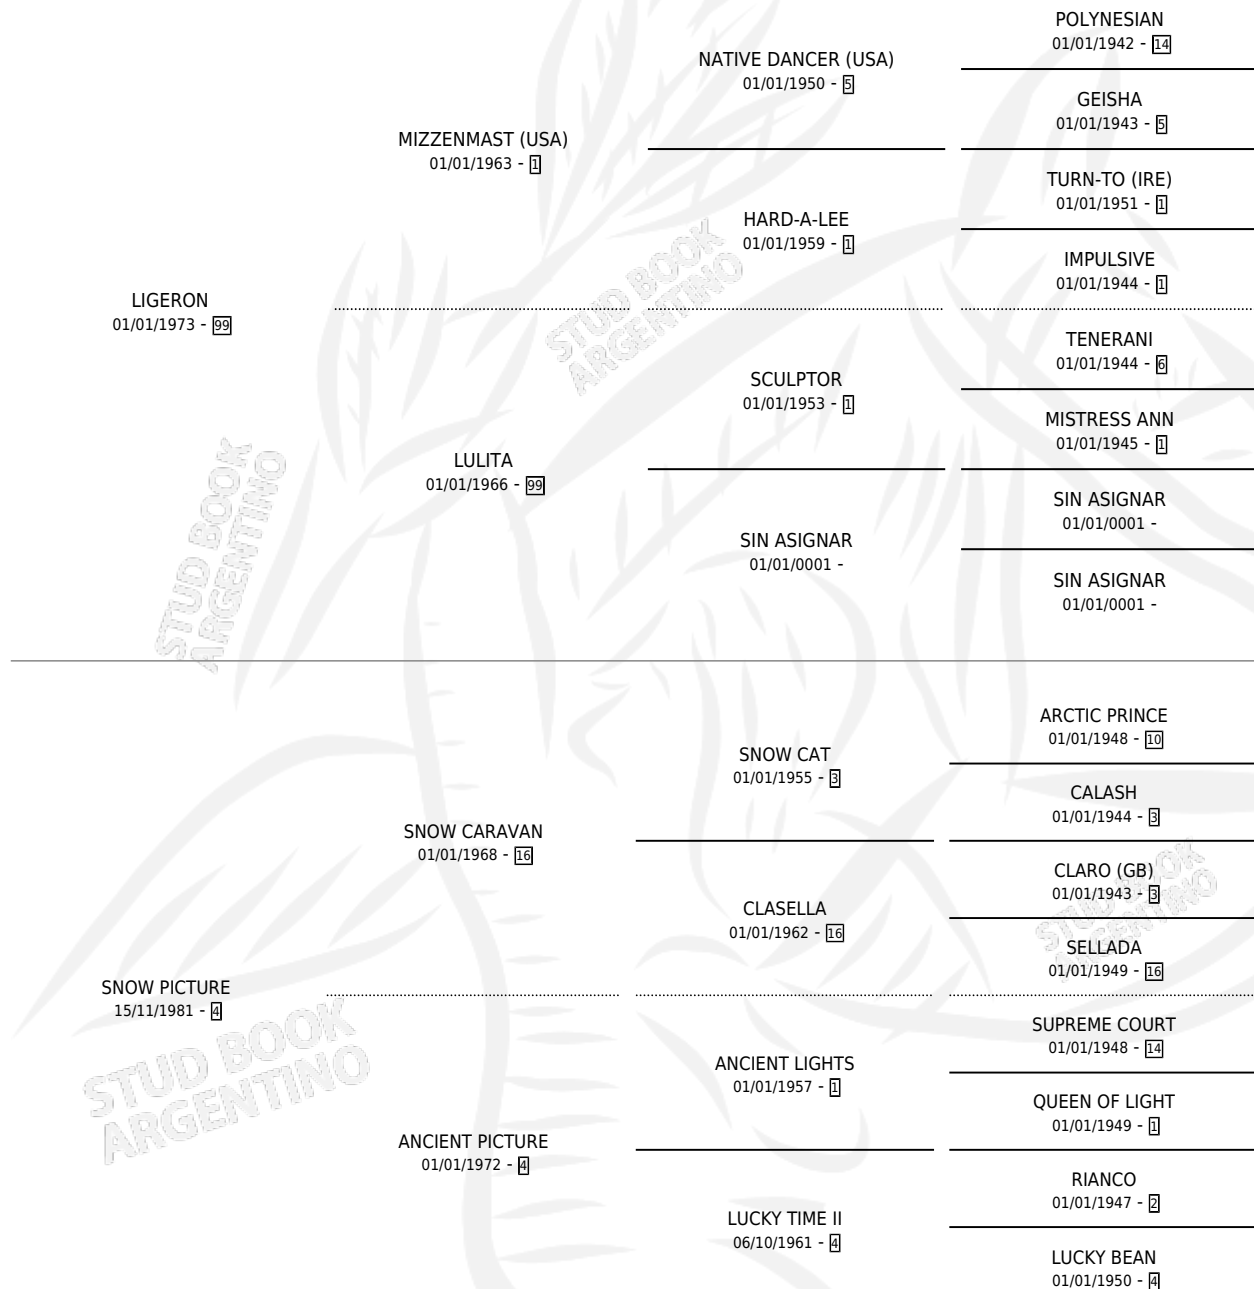 POLYNESIAN
01/01/1942 - 14
NATIVE DANCER (USA)
01/01/1950 - 5
GEISHA
01/01/1943 - 5
MIZZENMAST (USA)
01/01/1963 - 1
TURN-TO (IRE)
01/01/1951 - 1
HARD-A-LEE
01/01/1959 - 1
IMPULSIVE
01/01/1944 - 1
LIGERON
01/01/1973 - 99
TENERANI
01/01/1944 - 6
SCULPTOR
01/01/1953 - 1
MISTRESS ANN
01/01/1945 - 1
LULITA
01/01/1966 - 99
SIN ASIGNAR
01/01/0001 -
SIN ASIGNAR
01/01/0001 -
SIN ASIGNAR
01/01/0001 -
ARCTIC PRINCE
01/01/1948 - 10
SNOW CAT
01/01/1955 - 3
CALASH
01/01/1944 - 3
SNOW CARAVAN
01/01/1968 - 16
CLARO (GB)
01/01/1943 - 3
CLASELLA
01/01/1962 - 16
SELLADA
01/01/1949 - 16
SNOW PICTURE
15/11/1981 - 4
SUPREME COURT
01/01/1948 - 14
ANCIENT LIGHTS
01/01/1957 - 1
QUEEN OF LIGHT
01/01/1949 - 1
ANCIENT PICTURE
01/01/1972 - 4
RIANCO
01/01/1947 - 2
LUCKY TIME II
06/10/1961 - 4
LUCKY BEAN
01/01/1950 - 4
STUD BOOK
ARGENTINO
STUD BOOK
ARGENTINO
STUD BOOK
ARGENTINO
STUD BOOK
ARGENTINO